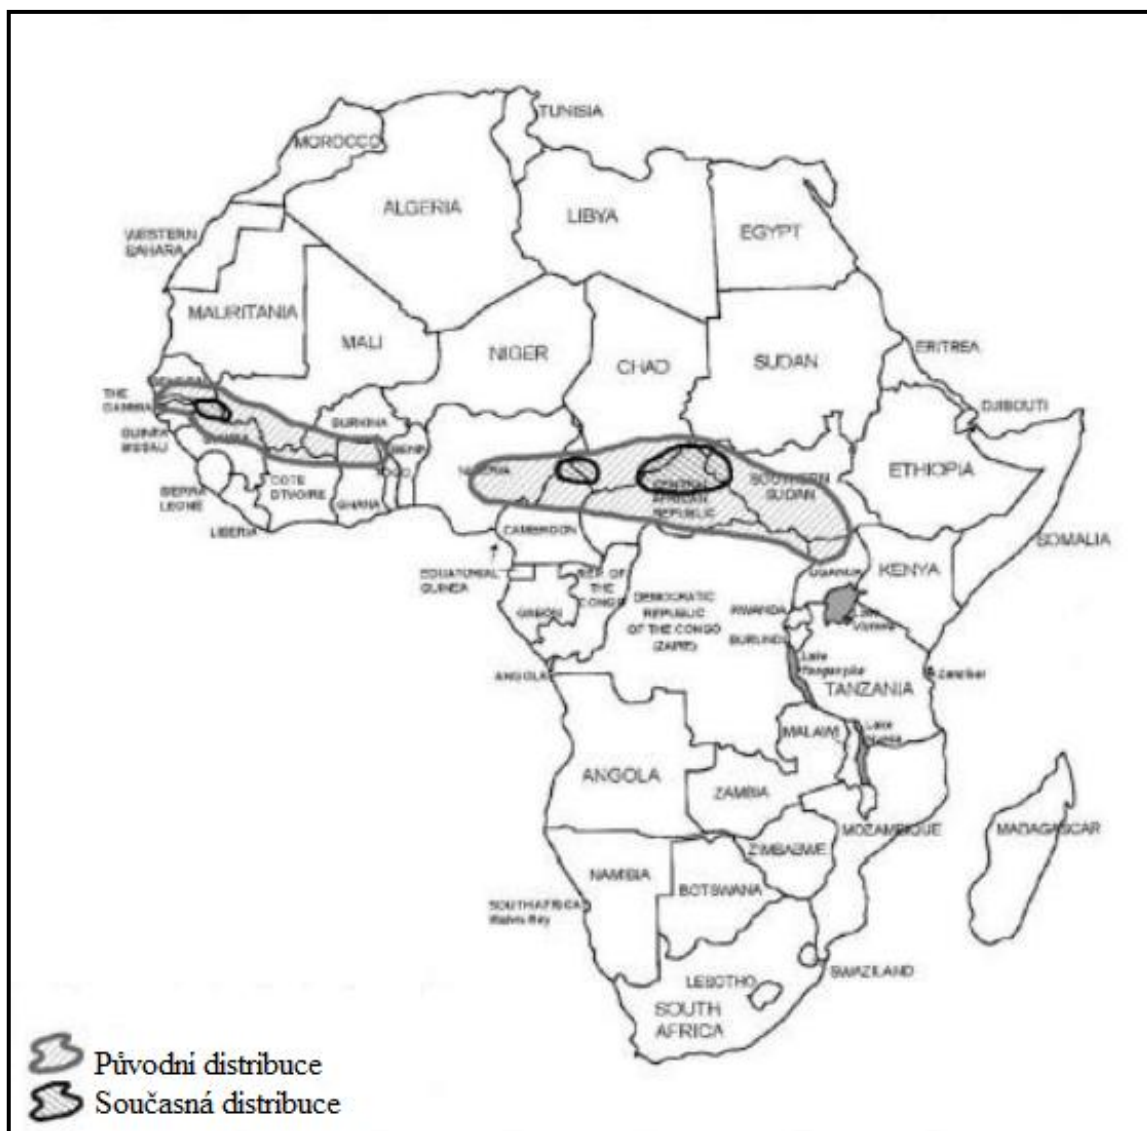 TUNISIA
MOROCCO
ALGERIA
LIBYA
EGYPT
WESTERN
SAHARA
MAURITANIA
MALI
NIGER
CHAD
SUDAN
ERITREA
THE
GAMBIA
BURKINA
DJIBOUTI
GUINEA
BISSAU
BENIN
NIGERIA
ETHIOPIA
SOUTHERN
SUDAN
CENTRAL
AFRICAN
REPUBLIC
SIERRA
LEONE
COTE
D'IVOIRE
GHANA
TOGO
LIBERIA
CAMEROON
SOMALIA
EQUATORIAL
GUINEA
REP OF
THE
CONGO
UGANDA
KENYA
GABON
DEMOCRATIC
REPUBLIC
OF THE CONGO
(ZAIRE)
RWANDA
BURUNDI
Lake
Victoria
ANGOLA
Lake
Tanganyika
TANZANIA
Zanzibar
MALAWI
Lake
ANGOLA
ZAMBIA
MOZAMBIQUE
MADAGASCAR
ZIMBABWE
NAMIBIA
BOTSWANA
SOUTH AFRICA
Walvis Bay
SWAZILAND
LESOTHO
SOUTH
AFRICA
Původní distribuce
Současná distribuce